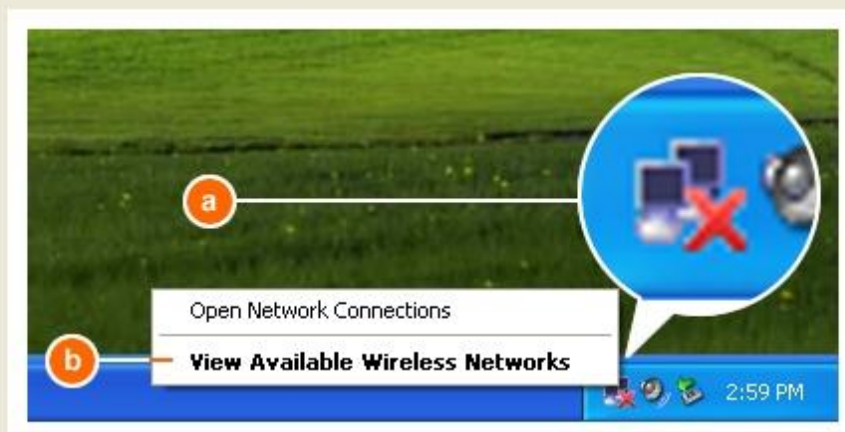 a
Open Network Connections
b
View Available Wireless Networks
2:59 PM